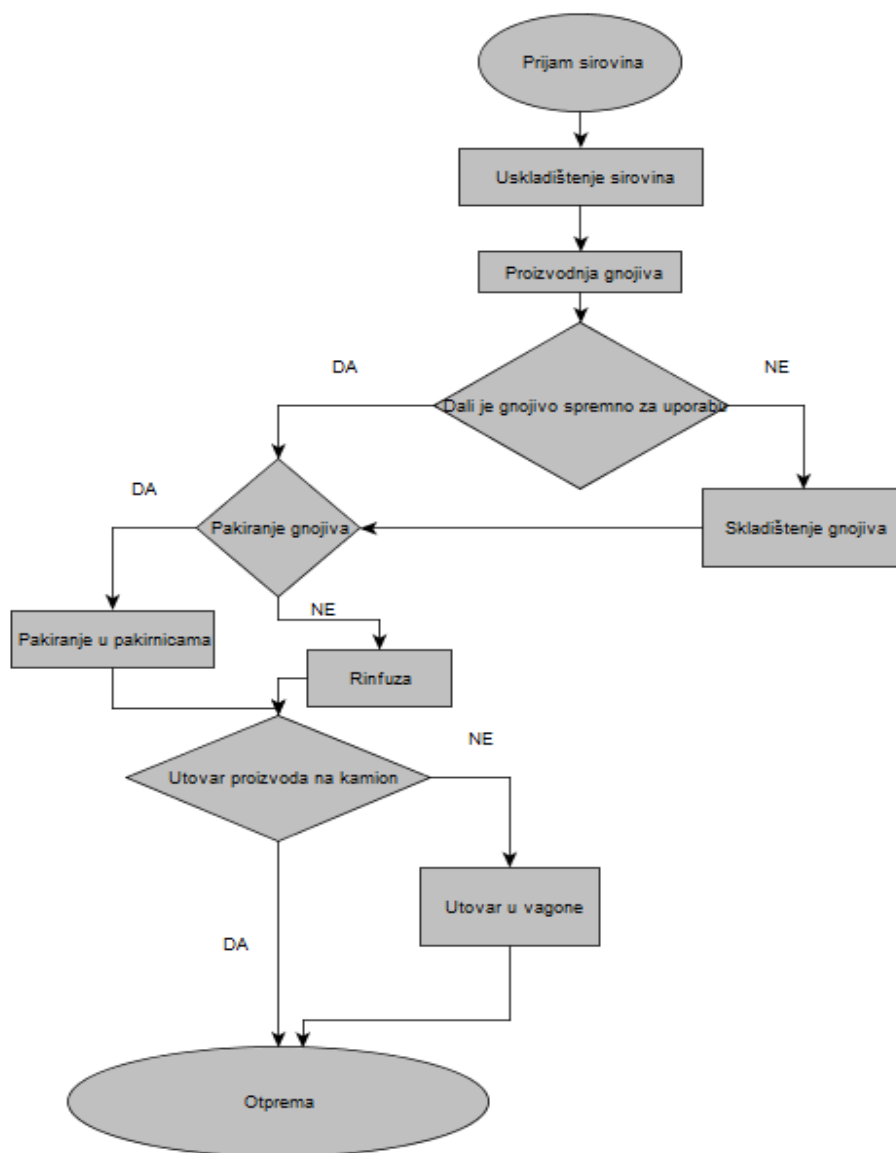 Prijam sirovina
Uskladištenje sirovina
Proizvodnja gnojiva
DA
NE
Dali je gnojivo spremno za uporabu
DA
Pakiranje gnojiva
Skladištenje gnojiva
NE
Pakiranje u pakirnicama
Rinfuza
NE
Utovar proizvoda na kamion
Utovar u vagone
DA
Otprema